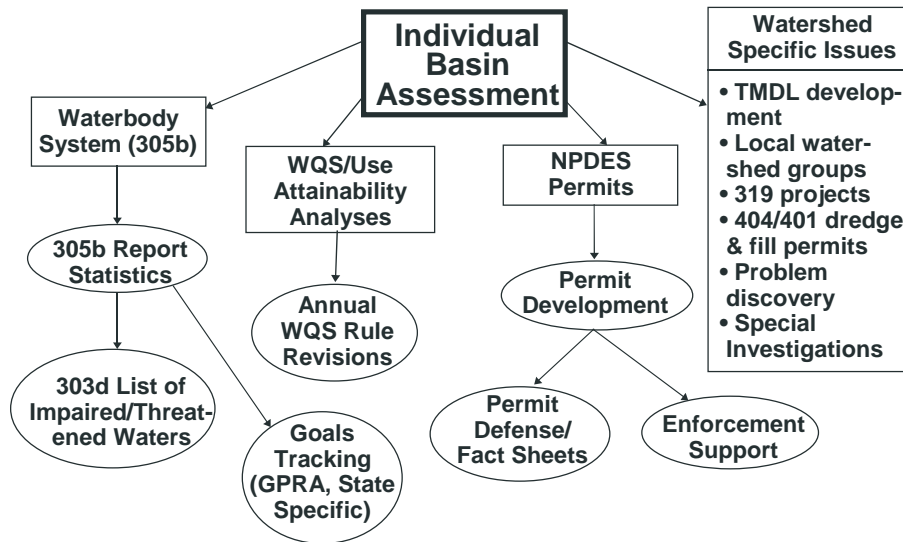 Individual
Basin
Assessment
Waterbody
System (305b)
305b Report
Statistics
303d List of
Impaired/Threat-
ened Waters
Goals
Tracking
(GPRA, State
Specific)
WQS/Use
Attainability
Analyses
Annual
WQS Rule
Revisions
NPDES
Permits
Permit
Development
Permit
Defense/
Fact Sheets
Enforcement
Support
Watershed
Specific Issues
• TMDL develop-
ment
• Local water-
shed groups
• 319 projects
• 404/401 dredge
& fill permits
• Problem
discovery
• Special
Investigations